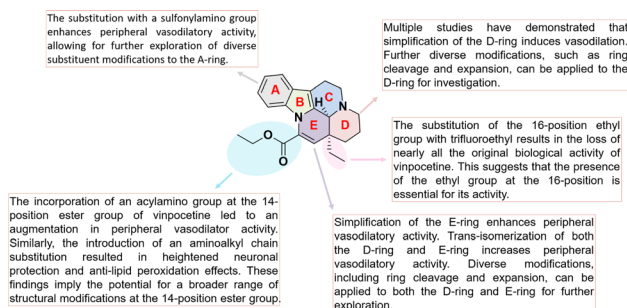 The substitution with a sulfonylamino group
enhances peripheral vasodilatory activity,
allowing for further exploration of diverse
substituent modifications to the A-ring.
Multiple studies have demonstrated that
simplification of the D-ring induces vasodilation.
Further diverse modifications, such as ring
cleavage and expansion, can be applied to the
D-ring for investigation.
A
B
C
H
N
N
E
D
O
O
The substitution of the 16-position ethyl
group with trifluoroethyl results in the loss of
nearly all the original biological activity of
vinpocetine. This suggests that the presence
of the ethyl group at the 16-position is
essential for its activity.
The incorporation of an acylamino group at the 14-
position ester group of vinpocetine led to an
augmentation in peripheral vasodilator activity.
Similarly, the introduction of an aminoalkyl chain
substitution resulted in heightened neuronal
protection and anti-lipid peroxidation effects. These
findings imply the potential for a broader range of
structural modifications at the 14-position ester group.
Simplification of the E-ring enhances peripheral
vasodilatory activity. Trans-isomerization of both
the D-ring and E-ring increases peripheral
vasodilatory activity. Diverse modifications,
including ring cleavage and expansion, can be
applied to both the D-ring and E-ring for further
exploration.